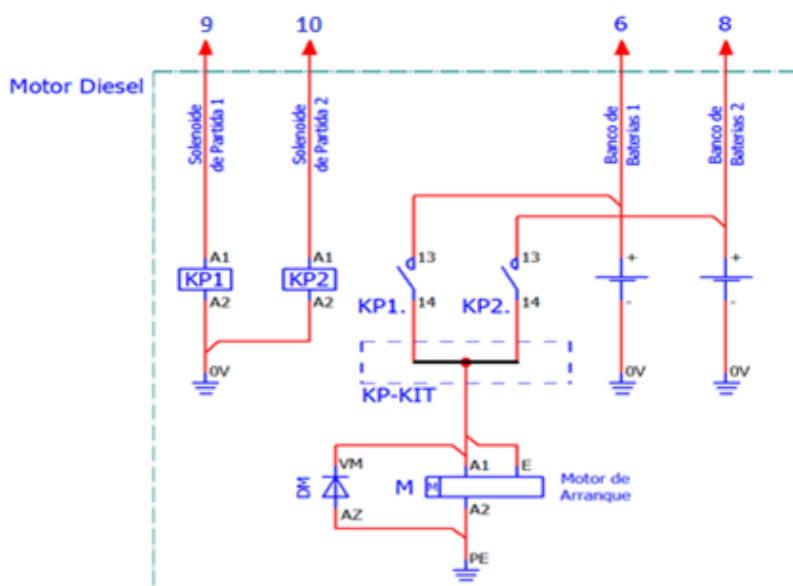 9
10
6
8
Motor Diesel
Solenoide
de Partida 1
Solenoide
de Partida 2
Banco de
Baterias 1
Banco de
Baterias 2
A1
KP1
A2
A1
KP2
A2
0V
13
KP1.
14
13
KP2.
14
+
-
0V
+
-
0V
KP-KIT
VM
DM
AZ
A1
E
M
M
A2
PE
Motor de
Arranque